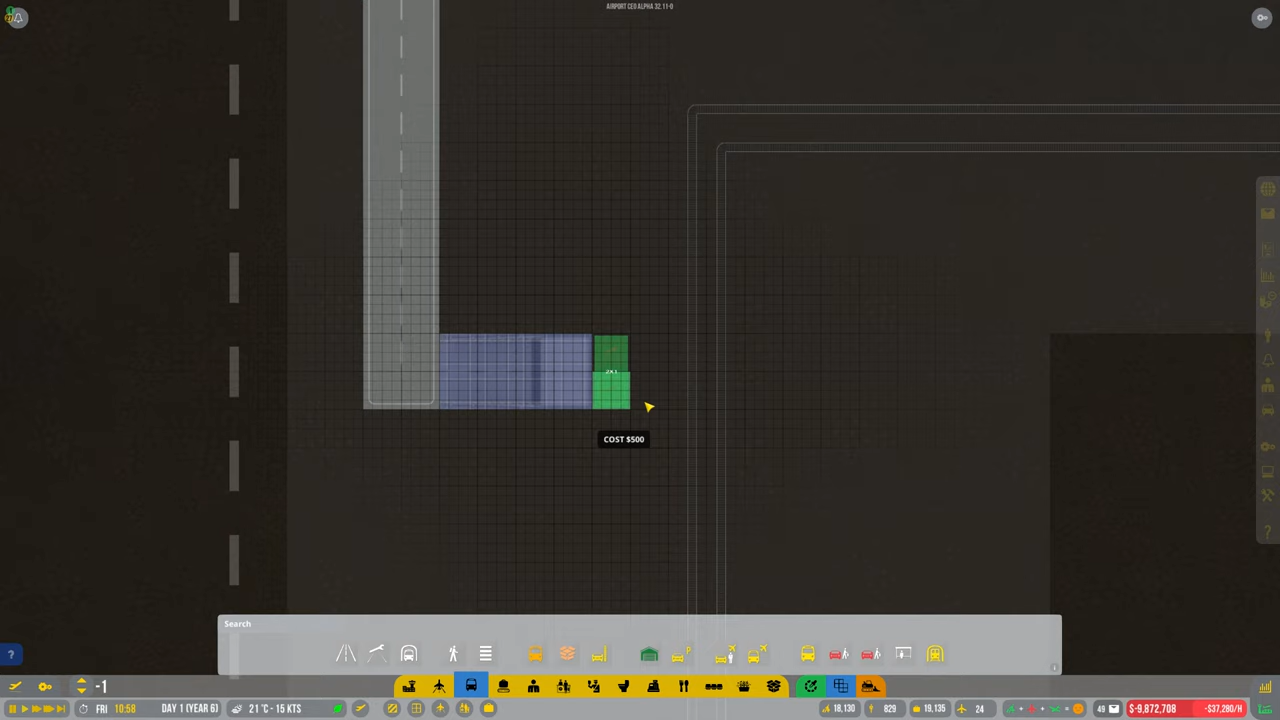 AIRPORT CEO ALPHA 32.11-0
2X1
COST $500
Search
P
?
-1
FRI 10:58
DAY 1 (YEAR 6)
21°C - 15 KTS
18,130
829
19,135
24
49
$-9,872,708
-$37,280/H
?